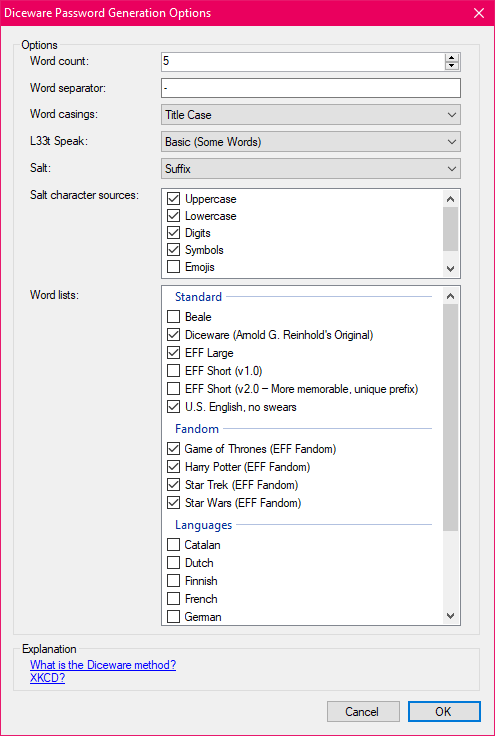 Diceware Password Generation Options
Options
Word count: 5
Word separator: -
Word casings: Title Case
L33t Speak: Basic (Some Words)
Salt: Suffix
Salt character sources: Uppercase
Lowercase
Digits
Symbols
Emojis
Word lists: Standard
Beale
Diceware (Arnold G. Reinhold's Original)
EFF Large
EFF Short (v1.0)
EFF Short (v2.0 – More memorable, unique prefix)
U.S. English, no swears
Fandom
Game of Thrones (EFF Fandom)
Harry Potter (EFF Fandom)
Star Trek (EFF Fandom)
Star Wars (EFF Fandom)
Languages
Catalan
Dutch
Finnish
French
German
Explanation
What is the Diceware method?
XKCD?
Cancel OK